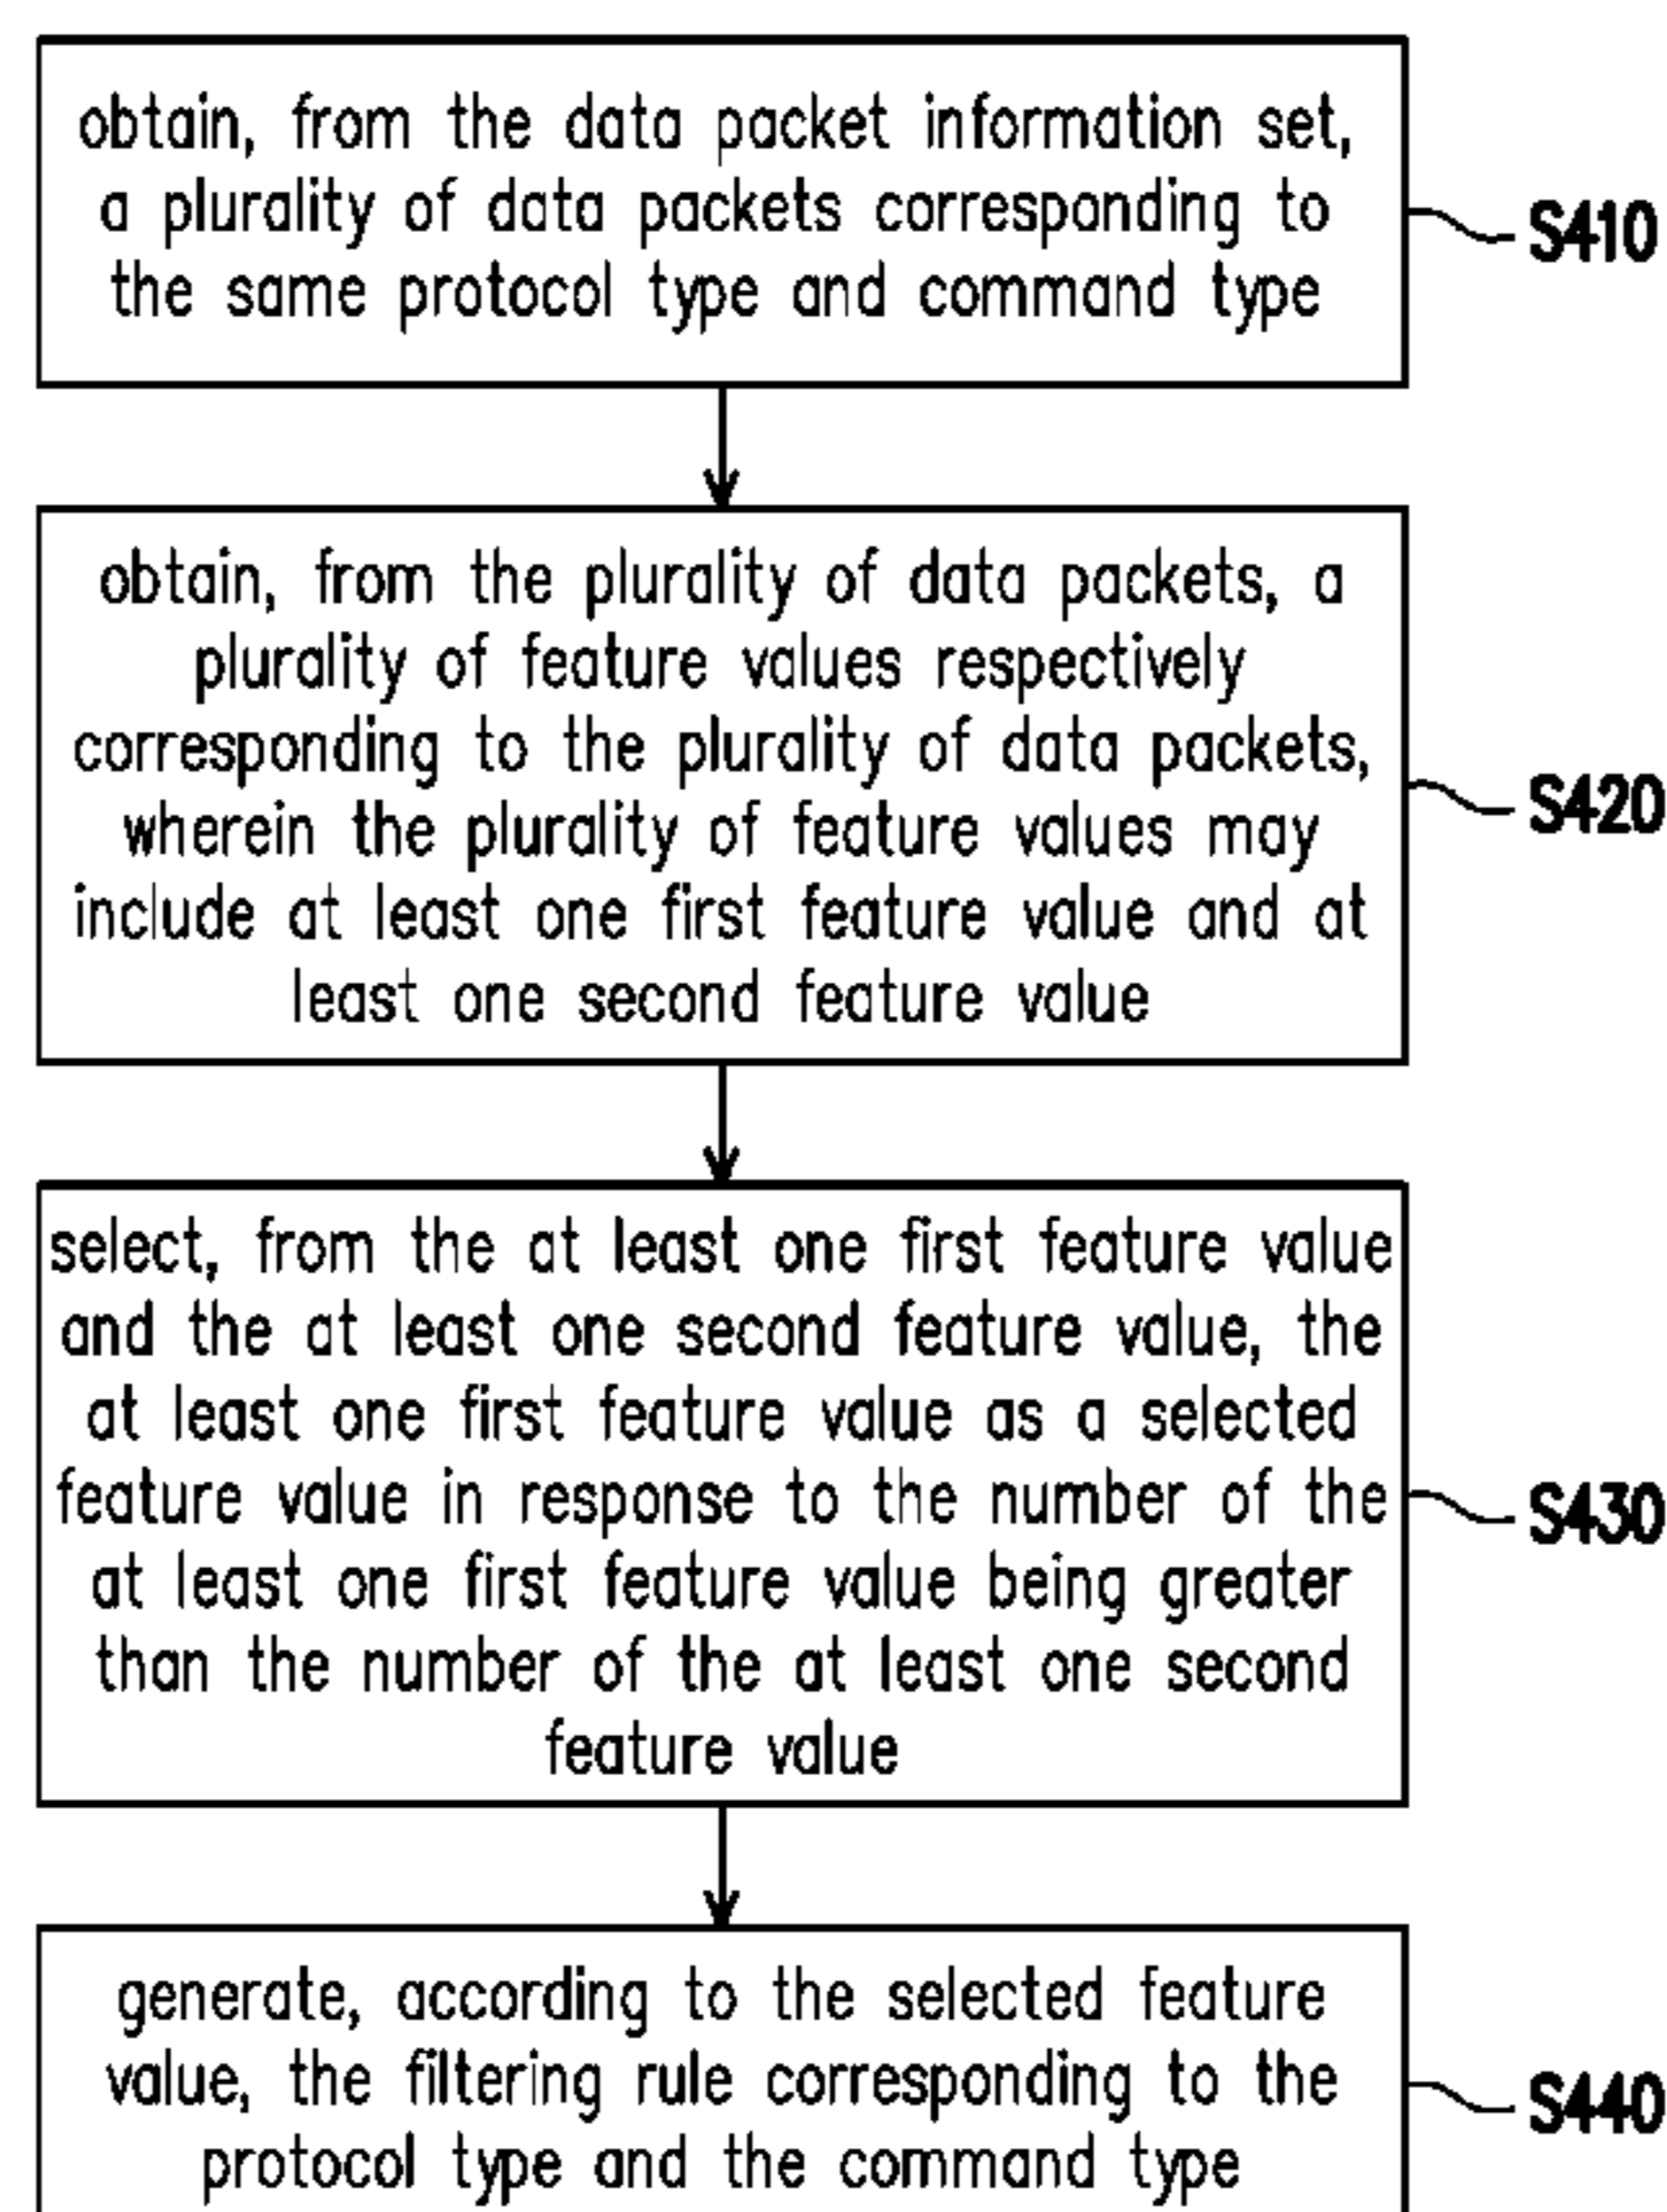 obtain, from the data packet information set,
a plurality of data packets corresponding to
the same protocol type and command type
S410
obtain, from the plurality of data packets, a
plurality of feature values respectively
corresponding to the plurality of data packets,
wherein the plurality of feature values may
include at least one first feature value and at
least one second feature value
S420
select, from the at least one first feature value
and the at least one second feature value, the
at least one first feature value as a selected
feature value in response to the number of the
at least one first feature value being greater
than the number of the at least one second
feature value
S430
generate, according to the selected feature
value, the filtering rule corresponding to the
protocol type and the command type
S440